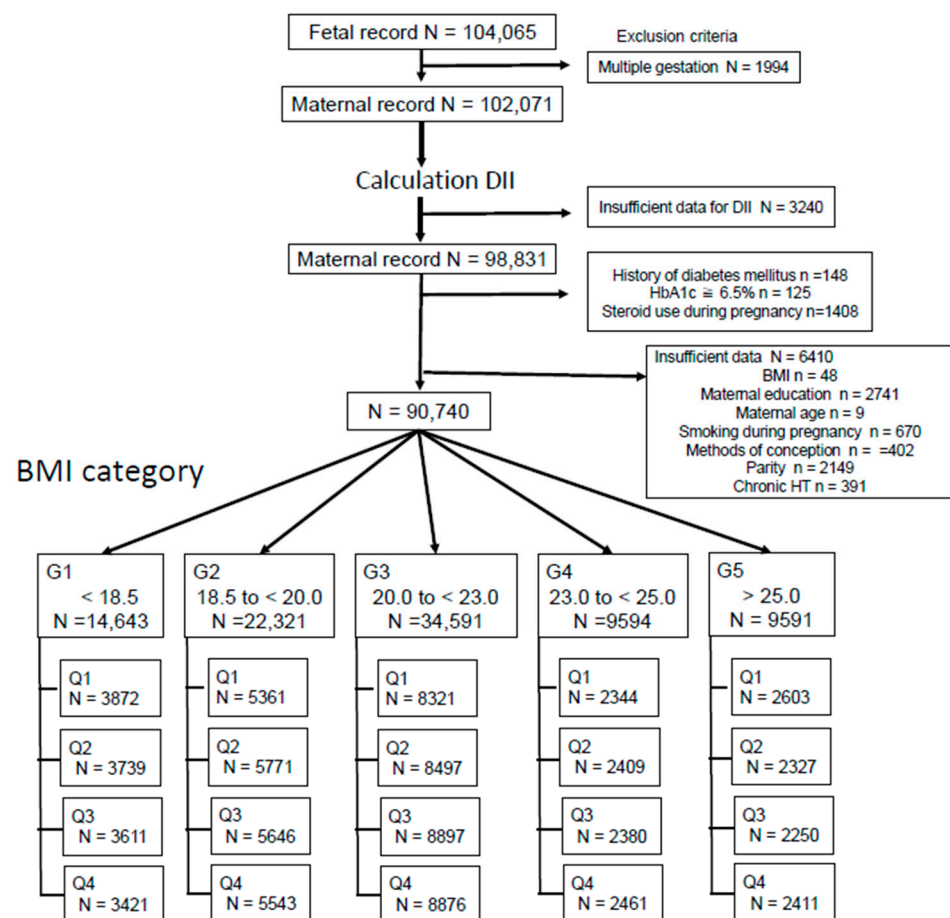 Fetal record N = 104,065
Exclusion criteria
Multiple gestation N = 1994
Maternal record N = 102,071
Calculation DII
Insufficient data for DII N = 3240
Maternal record N = 98,831
History of diabetes mellitus n =148
HbA1c ≧ 6.5% n = 125
Steroid use during pregnancy n=1408
Insufficient data N = 6410
BMI n = 48
Maternal education n = 2741
Maternal age n = 9
Smoking during pregnancy n = 670
Methods of conception n = =402
Parity n = 2149
Chronic HT n = 391
N = 90,740
BMI category
G1
< 18.5
N =14,643
G2
18.5 to < 20.0
N =22,321
G3
20.0 to < 23.0
N =34,591
G4
23.0 to < 25.0
N =9594
G5
> 25.0
N = 9591
Q1
N = 3872
Q1
N = 5361
Q1
N = 8321
Q1
N = 2344
Q1
N = 2603
Q2
N = 3739
Q2
N = 5771
Q2
N = 8497
Q2
N = 2409
Q2
N = 2327
Q3
N = 3611
Q3
N = 5646
Q3
N = 8897
Q3
N = 2380
Q3
N = 2250
Q4
N = 3421
Q4
N = 5543
Q4
N = 8876
Q4
N = 2461
Q4
N = 2411